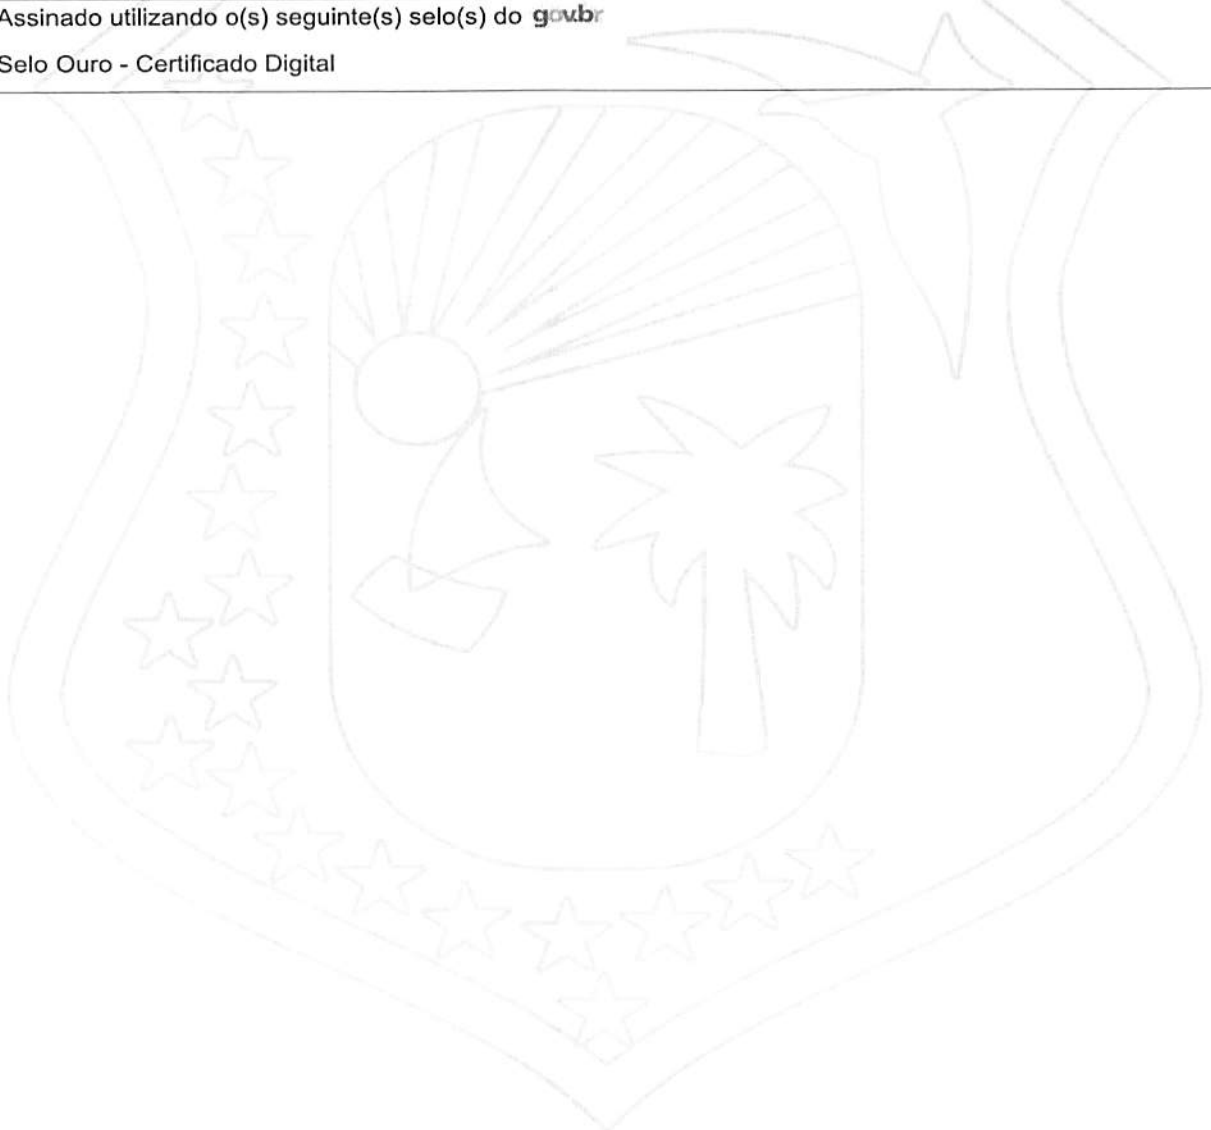 Assinado utilizando o(s) seguinte(s) selo(s) do gov.br
Selo Ouro - Certificado Digital